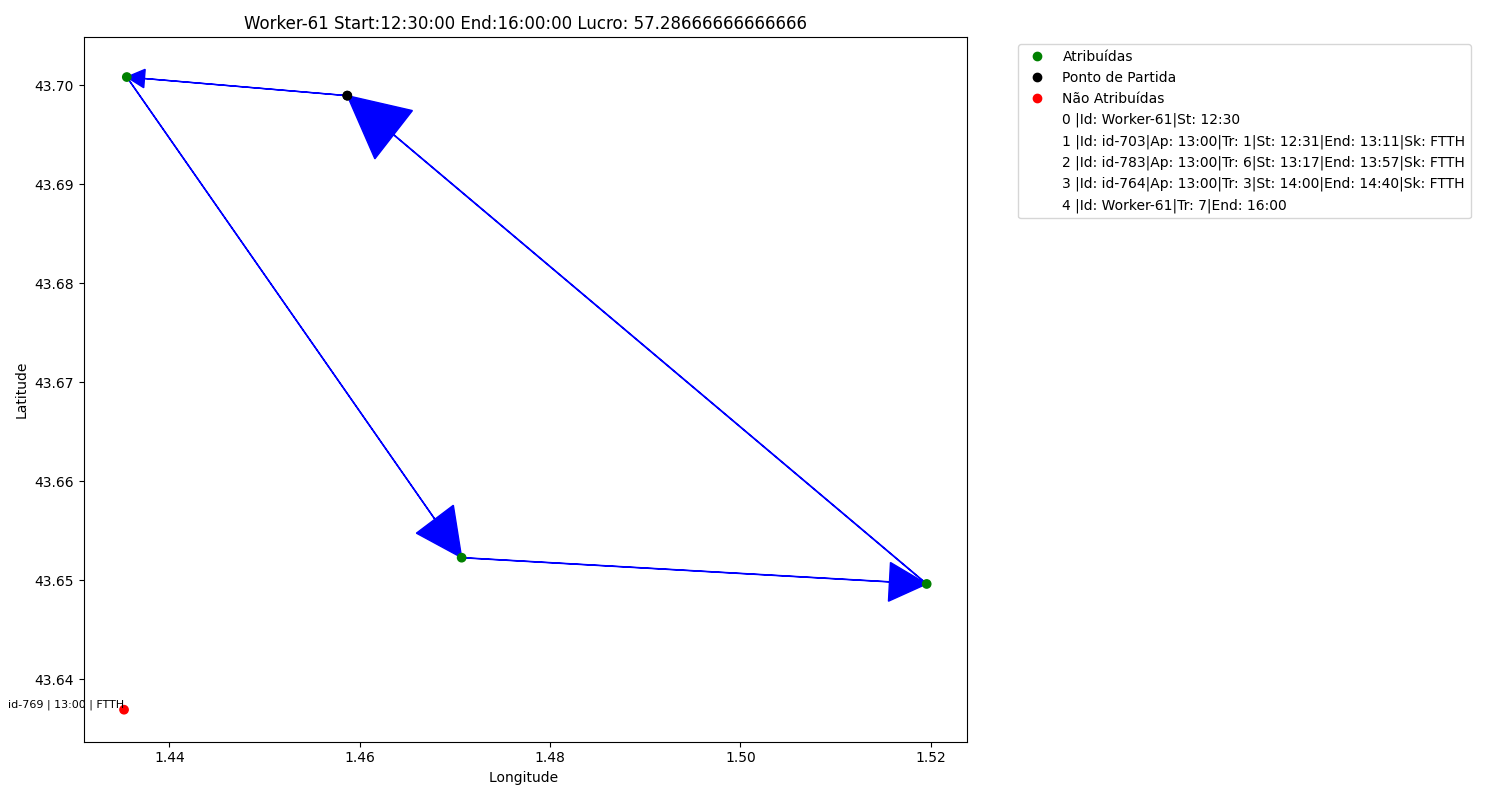 Worker-61 Start:12:30:00 End:16:00:00 Lucro: 57.28666666666666
Atribuídas
Ponto de Partida
Não Atribuídas
0 |Id: Worker-61|St: 12:30
1 |Id: id-703|Ap: 13:00|Tr: 1|St: 12:31|End: 13:11|Sk: FTTH
2 |Id: id-783|Ap: 13:00|Tr: 6|St: 13:17|End: 13:57|Sk: FTTH
3 |Id: id-764|Ap: 13:00|Tr: 3|St: 14:00|End: 14:40|Sk: FTTH
4 |Id: Worker-61|Tr: 7|End: 16:00
43.70
43.69
43.68
43.67
43.66
43.65
43.64
Latitude
id-769 | 13:00 | FTTH
1.44
1.46
1.48
1.50
1.52
Longitude